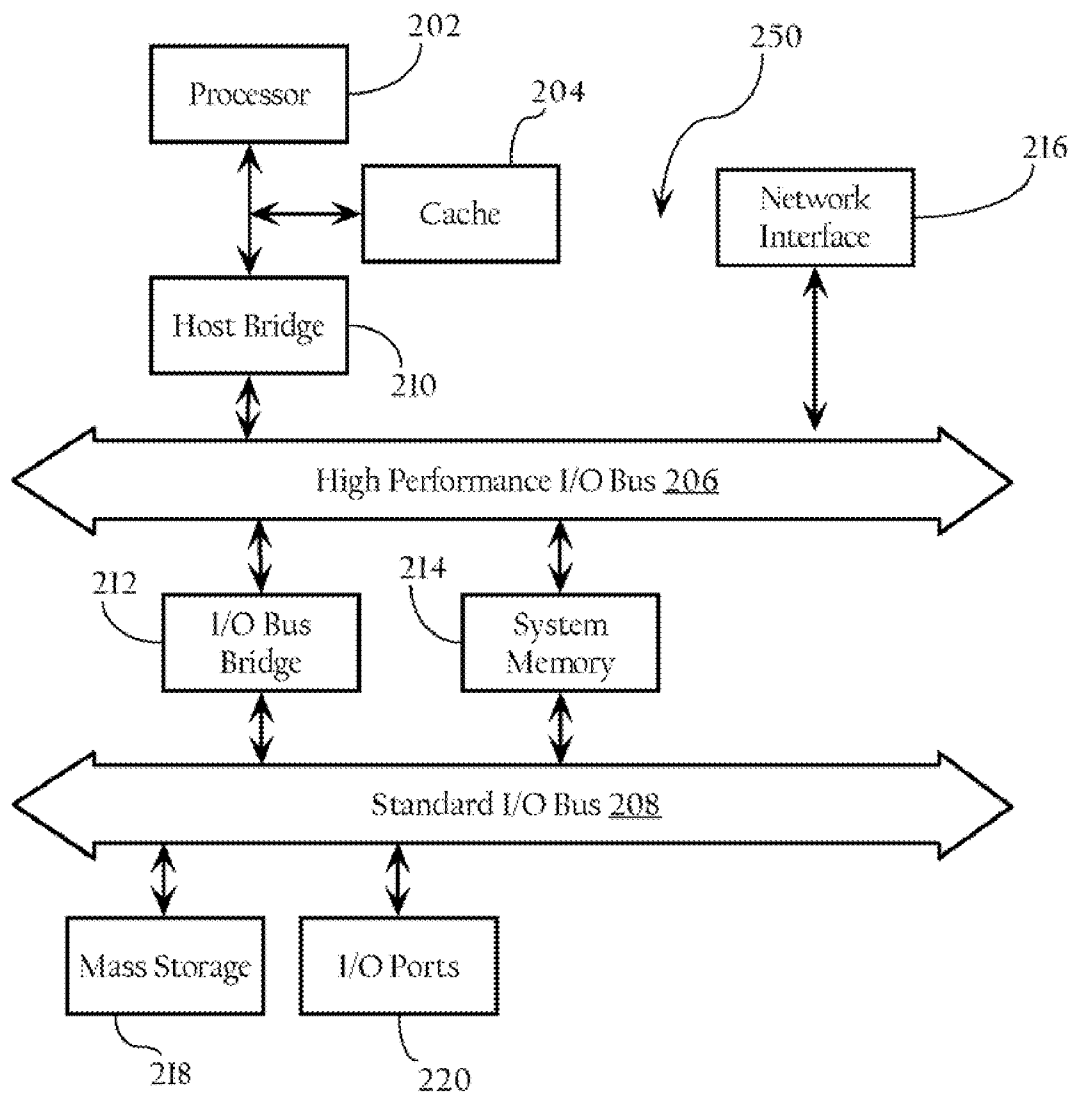 202
Processor
250
204
216
Cache
Network
Interface
Host Bridge
210
High Performance I/O Bus 206
212
214
I/O Bus
Bridge
System
Memory
Standard I/O Bus 208
Mass Storage
I/O Ports
218
220